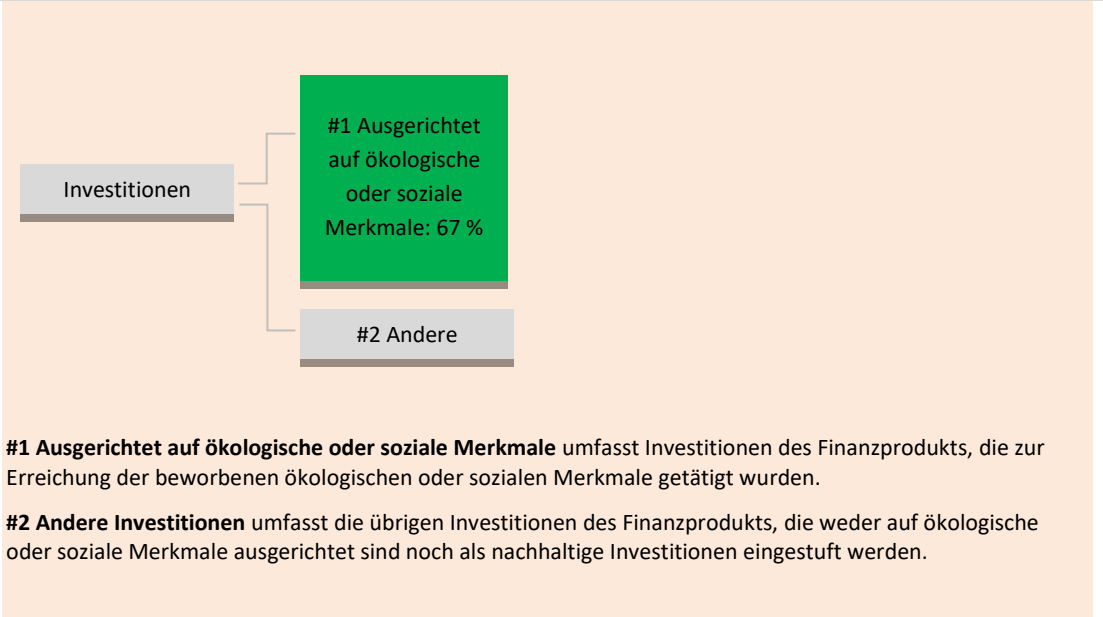 #1 Ausgerichtet
auf ökologische
oder soziale
Merkmale: 67 %
Investitionen
#2 Andere
#1 Ausgerichtet auf ökologische oder soziale Merkmale umfasst Investitionen des Finanzprodukts, die zur
Erreichung der beworbenen ökologischen oder sozialen Merkmale getätigt wurden.
#2 Andere Investitionen umfasst die übrigen Investitionen des Finanzprodukts, die weder auf ökologische
oder soziale Merkmale ausgerichtet sind noch als nachhaltige Investitionen eingestuft werden.